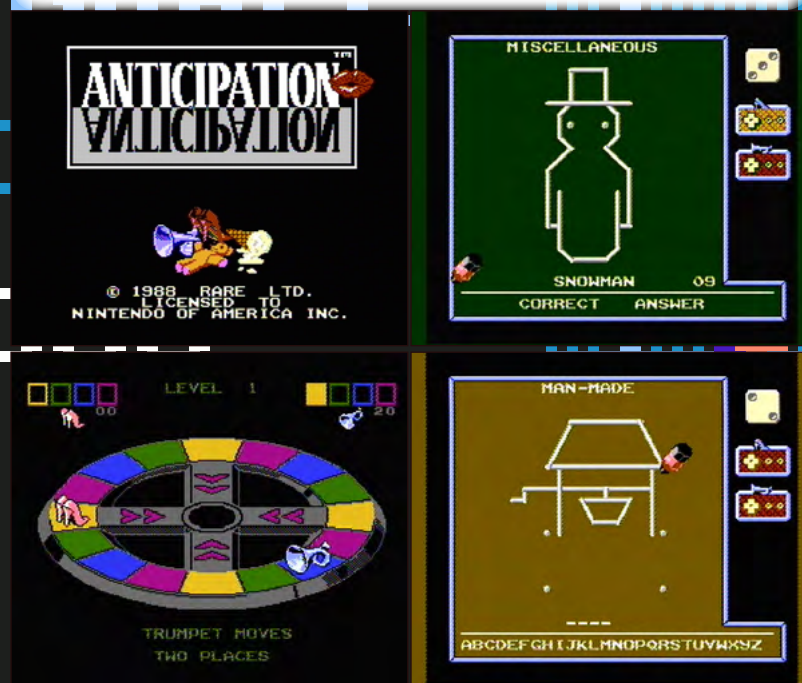 ANTICIPATION™
ANTICIPATION
© 1988 RARE LTD.
LICENSED TO
NINTENDO OF AMERICA INC.
MISCELLANEOUS
SNOWMAN 09
CORRECT ANSWER
LEVEL 1
00 20
TRUMPET MOVES
TWO PLACES
MAN-MADE
ABCDEFGHIJKLMNOPQRSTUVWXYZ